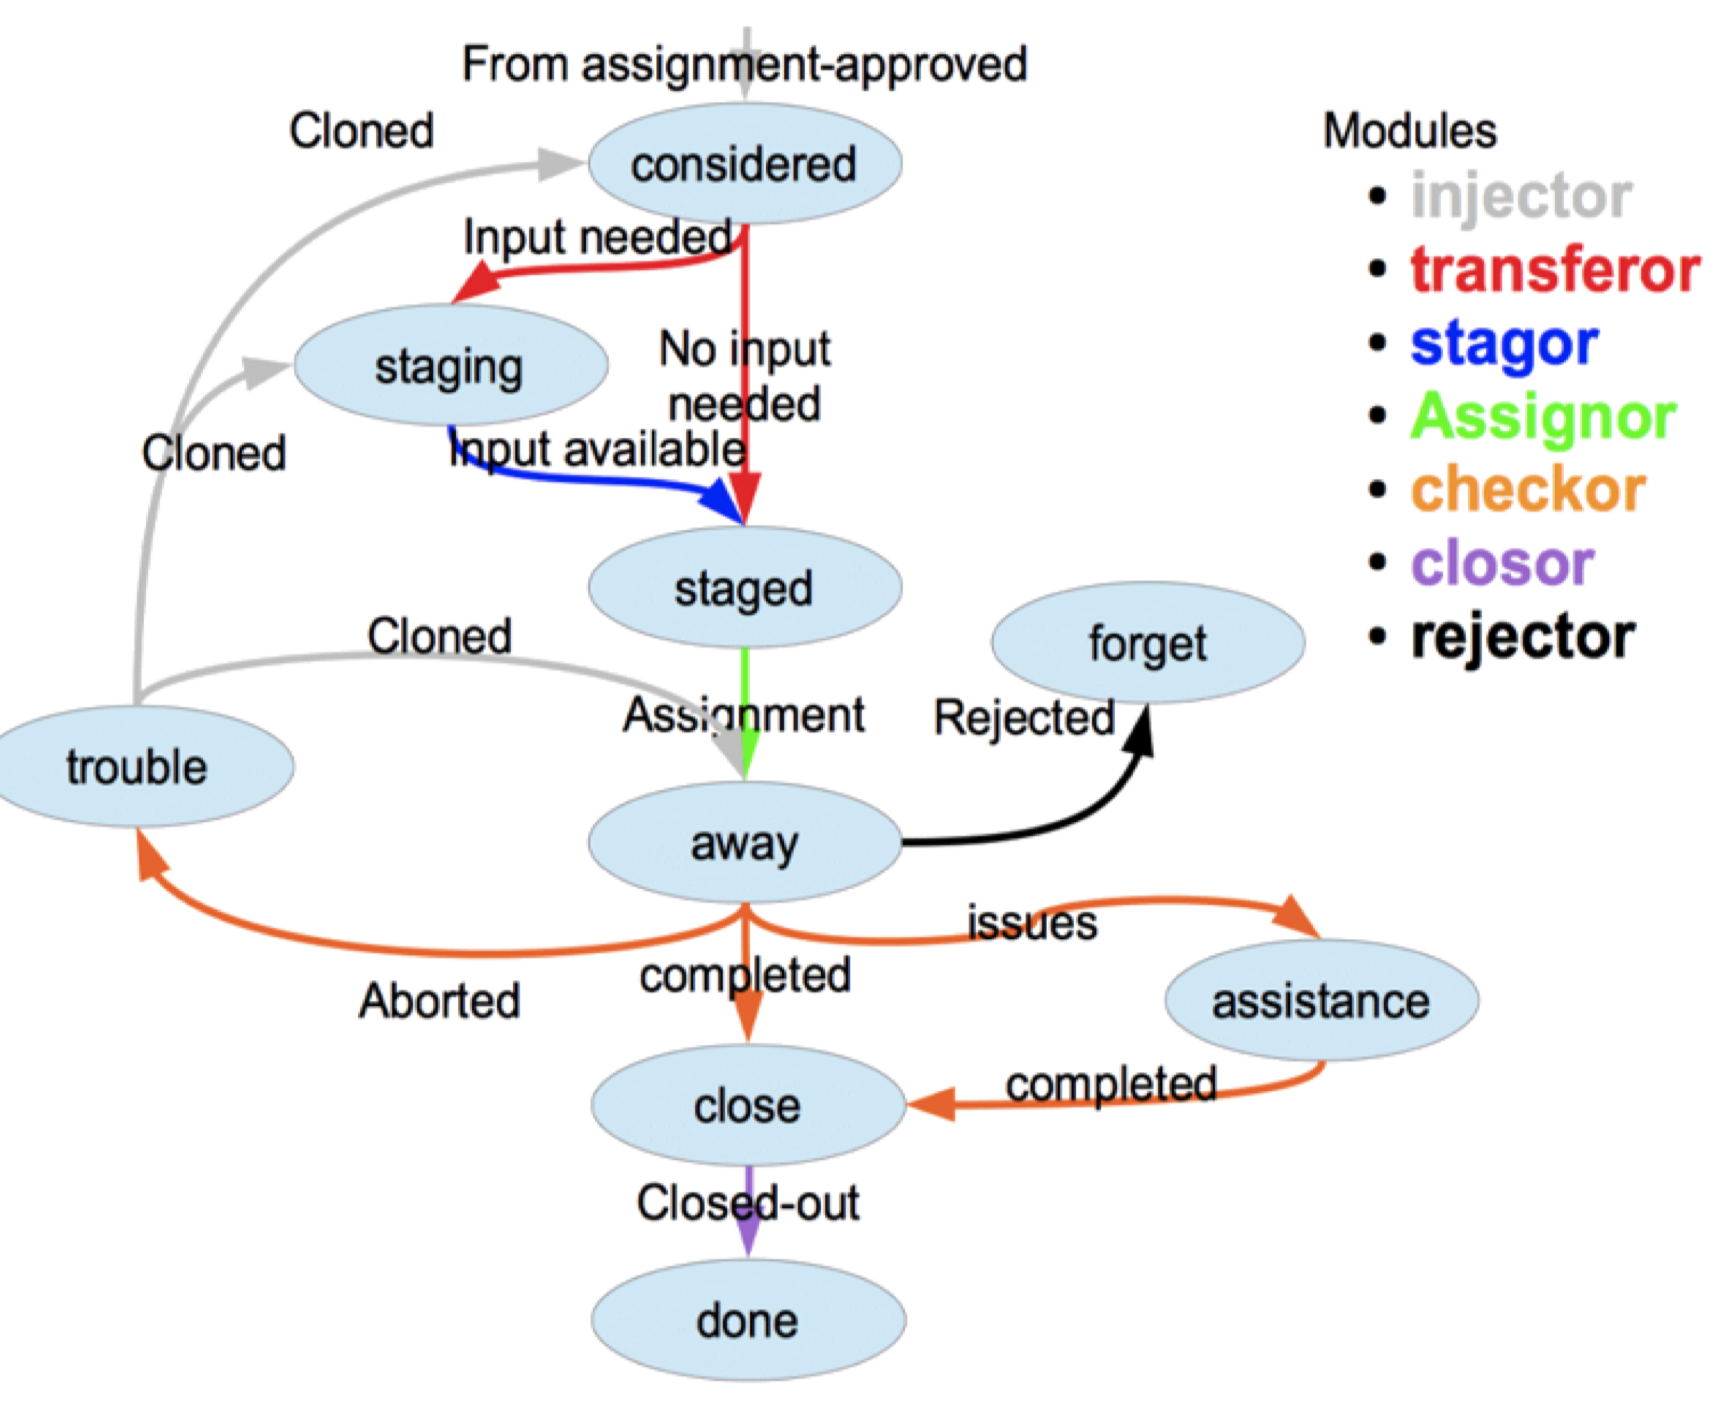 From assignment-approved
Cloned
considered
Input needed
staging
No input
needed
Cloned
Input available
staged
Cloned
forget
Assignment
Rejected
trouble
away
issues
completed
Aborted
assistance
completed
close
Closed-out
done
Modules
• injector
• transferor
• stagor
• Assignor
• checkor
• closor
• rejector